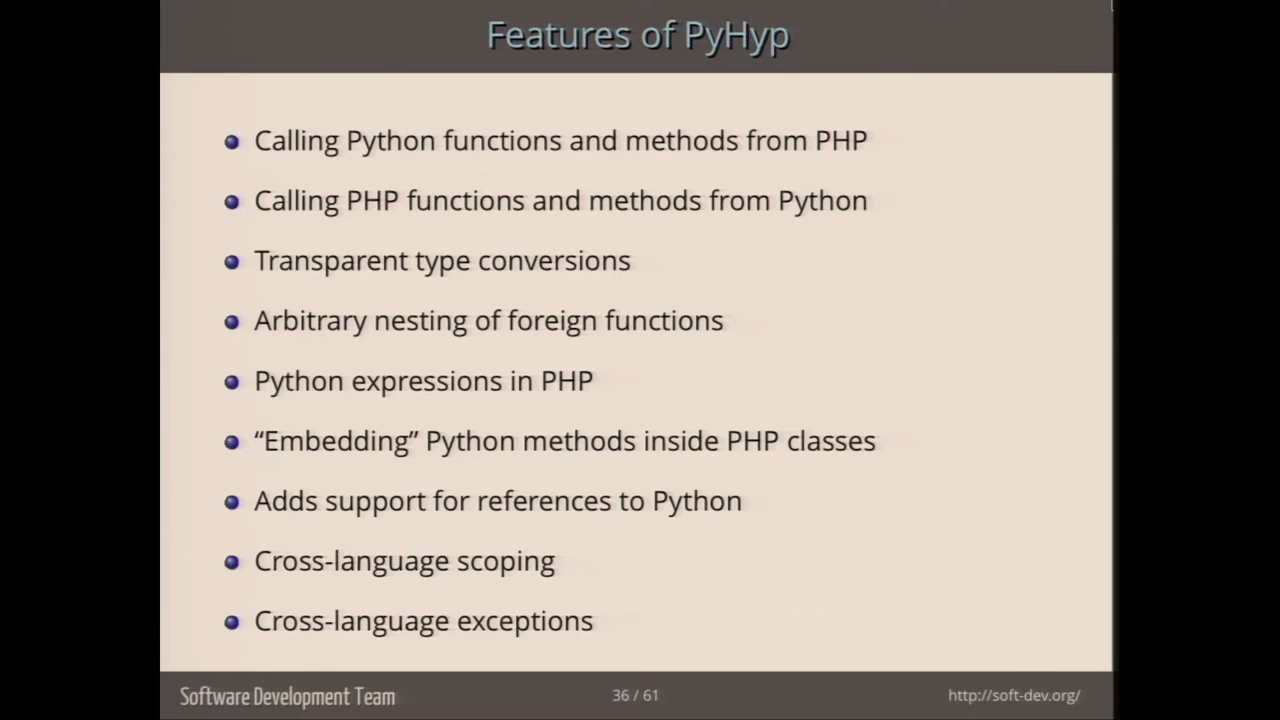 Features of PyHyp
Calling Python functions and methods from PHP
Calling PHP functions and methods from Python
Transparent type conversions
Arbitrary nesting of foreign functions
Python expressions in PHP
“Embedding” Python methods inside PHP classes
Adds support for references to Python
Cross-language scoping
Cross-language exceptions
Software Development Team
36 / 61
http://soft-dev.org/